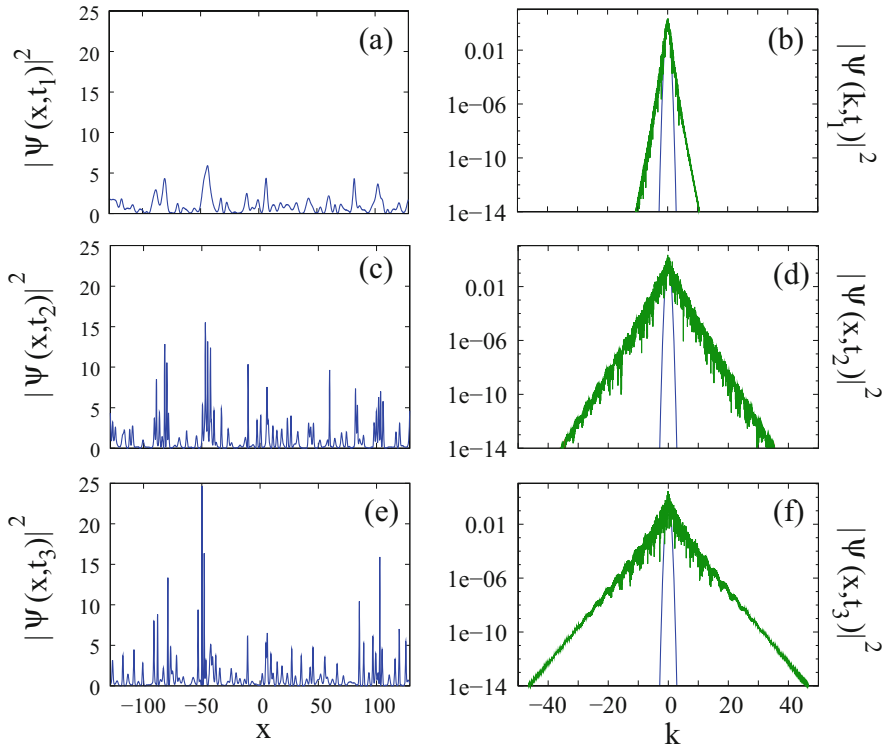 25
20
15
10
5
0
|Ψ(x,t₁)|²
(a)
0.01
1e−06
1e−10
1e−14
(b)
|Ψ(k,t₁)|²
25
20
15
10
5
0
|Ψ(x,t₂)|²
(c)
0.01
1e−06
1e−10
1e−14
(d)
|Ψ(x,t₂)|²
25
20
15
10
5
0
|Ψ(x,t₃)|²
(e)
−100 −50 0 50 100
x
0.01
1e−06
1e−10
1e−14
(f)
|Ψ(x,t₃)|²
−40 −20 0 20 40
k